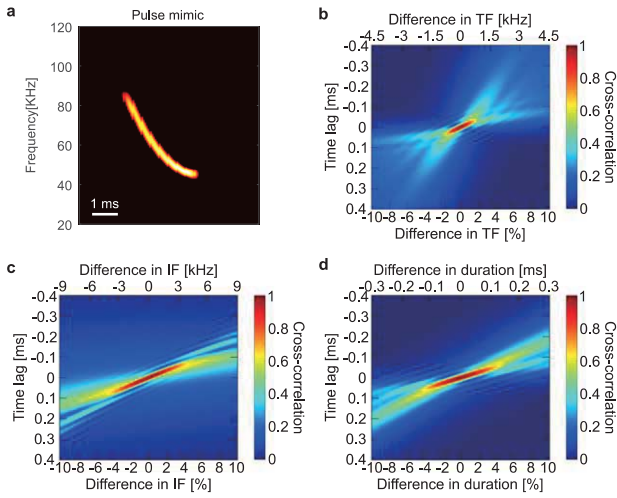 a
Pulse mimic
Frequency[KHz]
120
100
80
60
40
20
1 ms
b
Difference in TF [kHz]
-4.5 -3 -1.5 0 1.5 3 4.5
Time lag [ms]
-0.4
-0.3
-0.2
-0.1
0
0.1
0.2
0.3
0.4
-10 -8 -6 -4 -2 0 2 4 6 8 10
Difference in TF [%]
1
0.8
0.6
0.4
0.2
0
Cross-correlation
c
Difference in IF [kHz]
-9 -6 -3 0 3 6 9
Time lag [ms]
-0.4
-0.3
-0.2
-0.1
0
0.1
0.2
0.3
0.4
-10 -8 -6 -4 -2 0 2 4 6 8 10
Difference in IF [%]
1
0.8
0.6
0.4
0.2
0
Cross-correlation
d
Difference in duration [ms]
-0.3 -0.2 -0.1 0 0.1 0.2 0.3
Time lag [ms]
-0.4
-0.3
-0.2
-0.1
0
0.1
0.2
0.3
0.4
-10 -8 -6 -4 -2 0 2 4 6 8 10
Difference in duration [%]
1
0.8
0.6
0.4
0.2
0
Cross-correlation